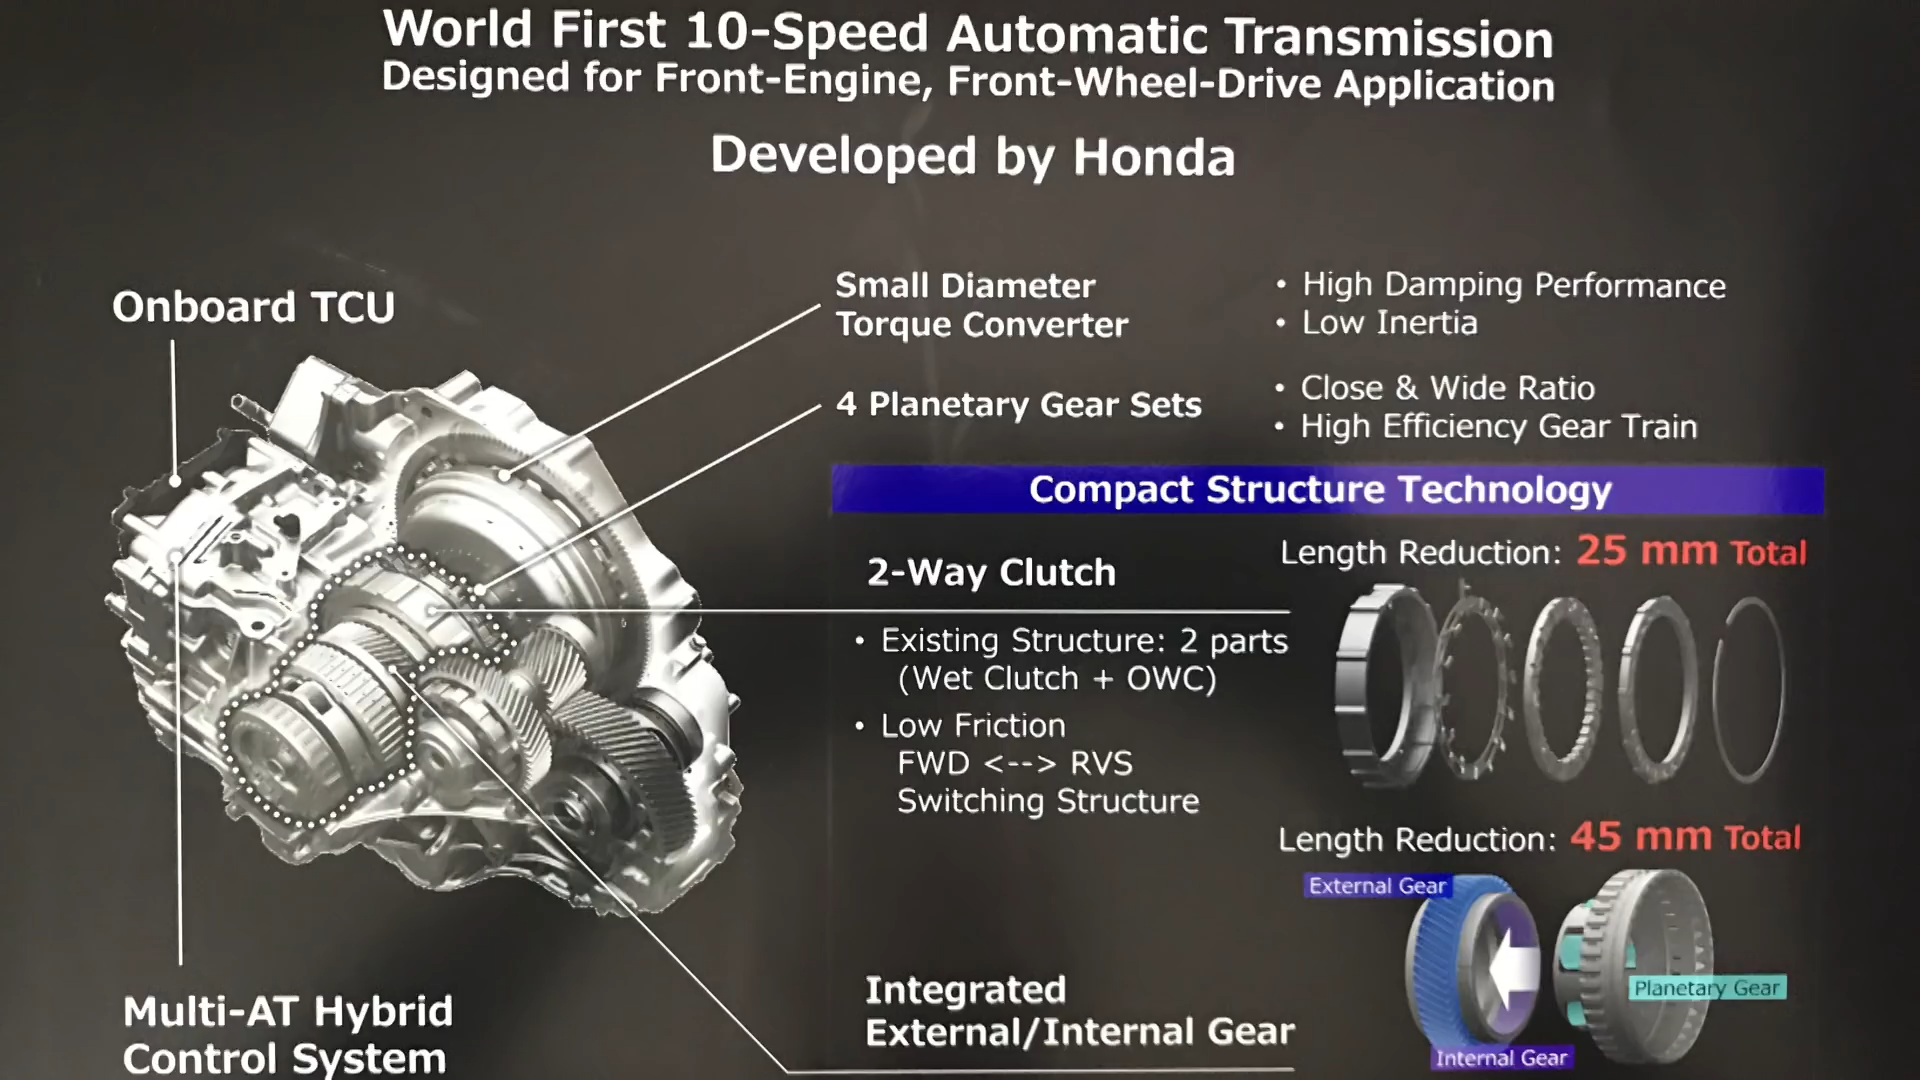 World First 10-Speed Automatic Transmission
Designed for Front-Engine, Front-Wheel-Drive Application
Developed by Honda
Onboard TCU
Small Diameter
Torque Converter
• High Damping Performance
• Low Inertia
4 Planetary Gear Sets
• Close & Wide Ratio
• High Efficiency Gear Train
Compact Structure Technology
2-Way Clutch
Length Reduction: 25 mm Total
• Existing Structure: 2 parts
(Wet Clutch + OWC)
• Low Friction
FWD <--> RVS
Switching Structure
Length Reduction: 45 mm Total
External Gear
Planetary Gear
Internal Gear
Integrated
External/Internal Gear
Multi-AT Hybrid
Control System